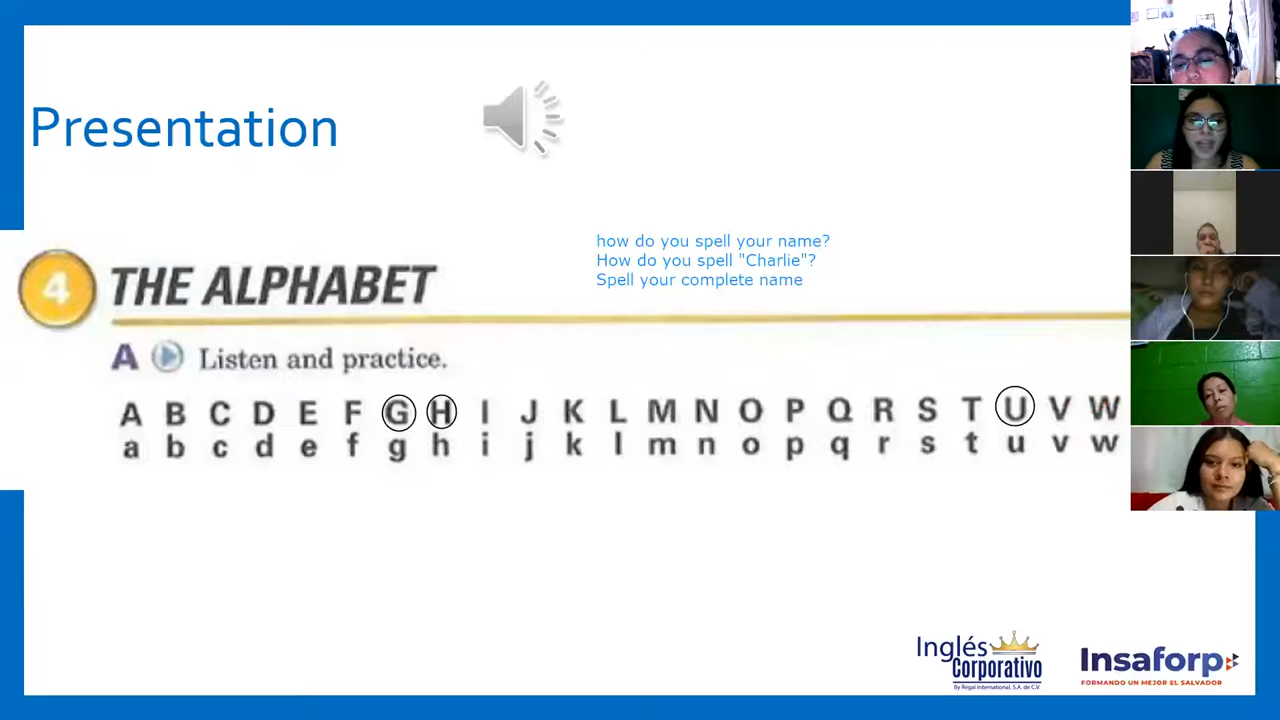 Presentation
how do you spell your name?
How do you spell "Charlie"?
Spell your complete name
4 THE ALPHABET
A Listen and practice.
A B C D E F G H I J K L M N O P Q R S T U V W
a b c d e f g h i j k l m n o p q r s t u v w
Inglés
Corporativo
By Regal International, S.A. de C.V.
Insaforp
FORMANDO UN MEJOR EL SALVADOR